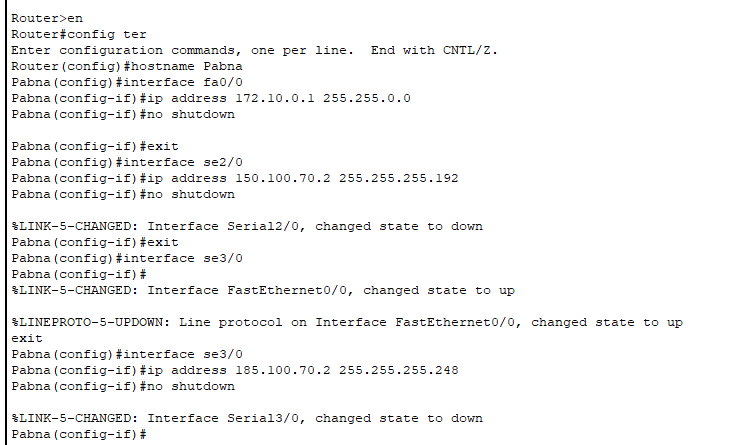 Router>en
Router#config ter
Enter configuration commands, one per line.  End with CNTL/Z.
Router(config)#hostname Pabna
Pabna(config)#interface fa0/0
Pabna(config-if)#ip address 172.10.0.1 255.255.0.0
Pabna(config-if)#no shutdown
Pabna(config-if)#exit
Pabna(config)#interface se2/0
Pabna(config-if)#ip address 150.100.70.2 255.255.255.192
Pabna(config-if)#no shutdown
%LINK-5-CHANGED: Interface Serial2/0, changed state to down
Pabna(config-if)#exit
Pabna(config)#interface se3/0
Pabna(config-if)#
%LINK-5-CHANGED: Interface FastEthernet0/0, changed state to up
%LINEPROTO-5-UPDOWN: Line protocol on Interface FastEthernet0/0, changed state to up
exit
Pabna(config)#interface se3/0
Pabna(config-if)#ip address 185.100.70.2 255.255.255.248
Pabna(config-if)#no shutdown
%LINK-5-CHANGED: Interface Serial3/0, changed state to down
Pabna(config-if)#